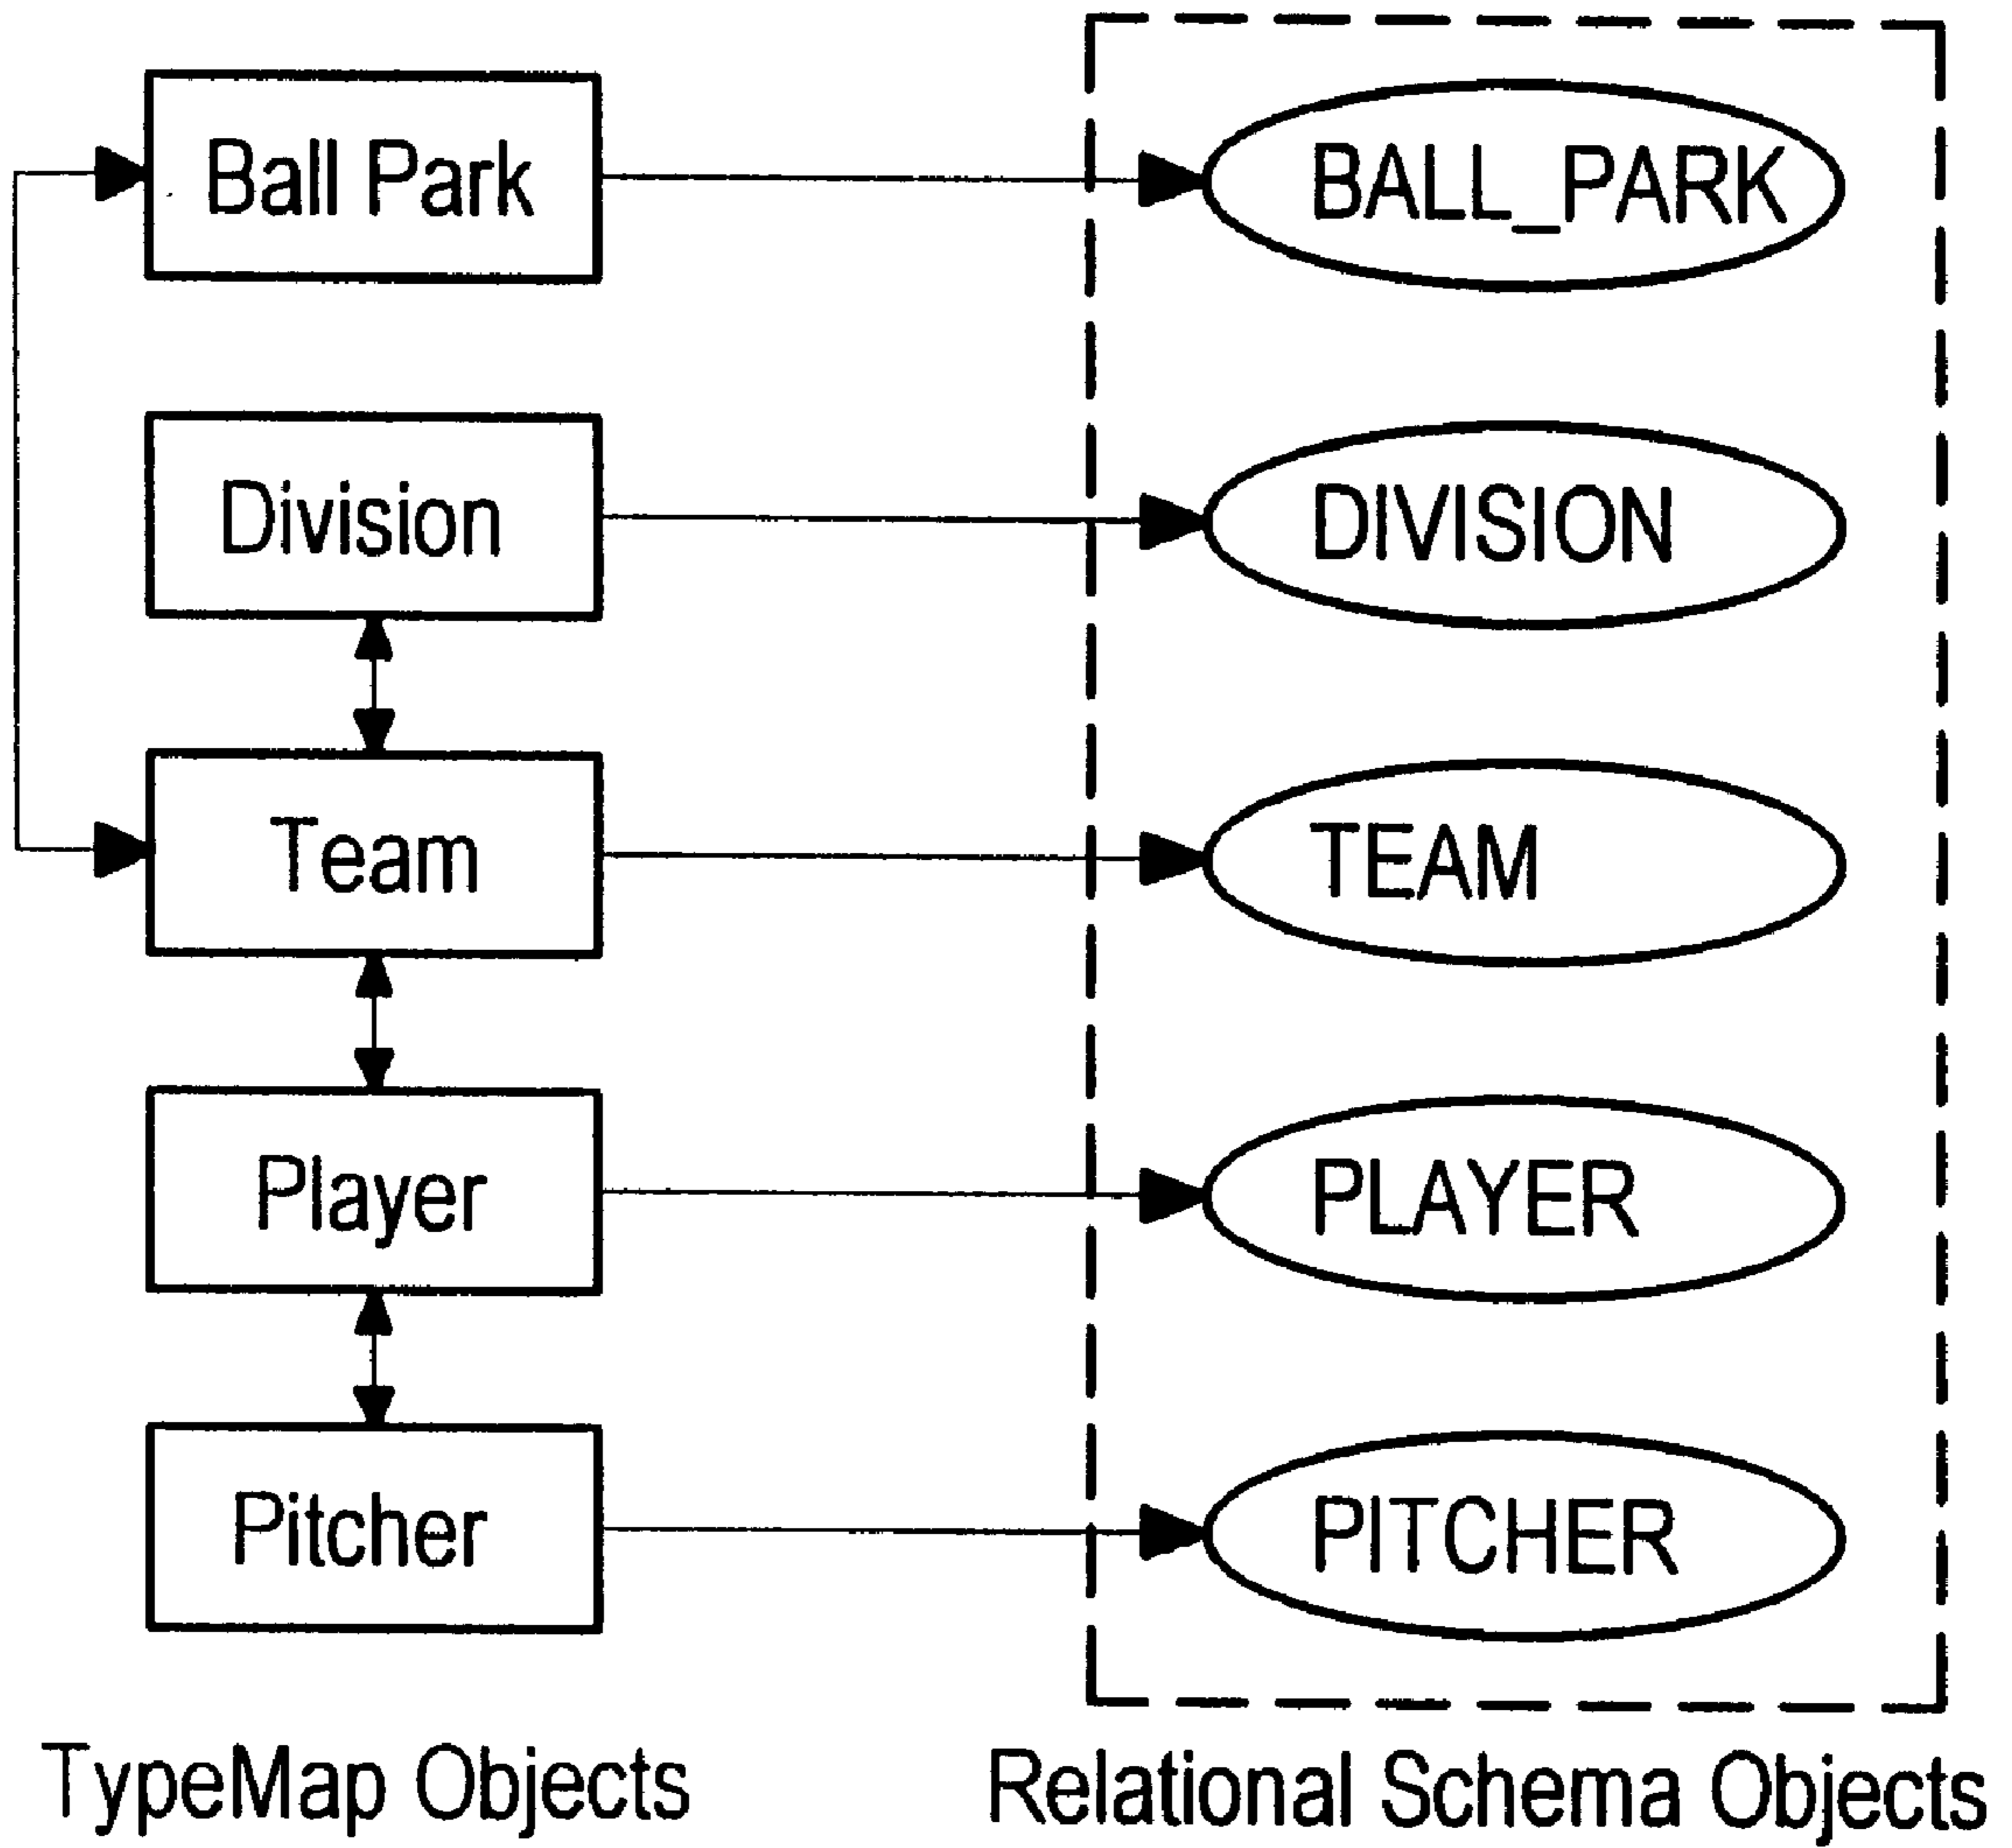 Ball Park
BALL_PARK
Division
DIVISION
Team
TEAM
Player
PLAYER
Pitcher
PITCHER
TypeMap Objects
Relational Schema Objects